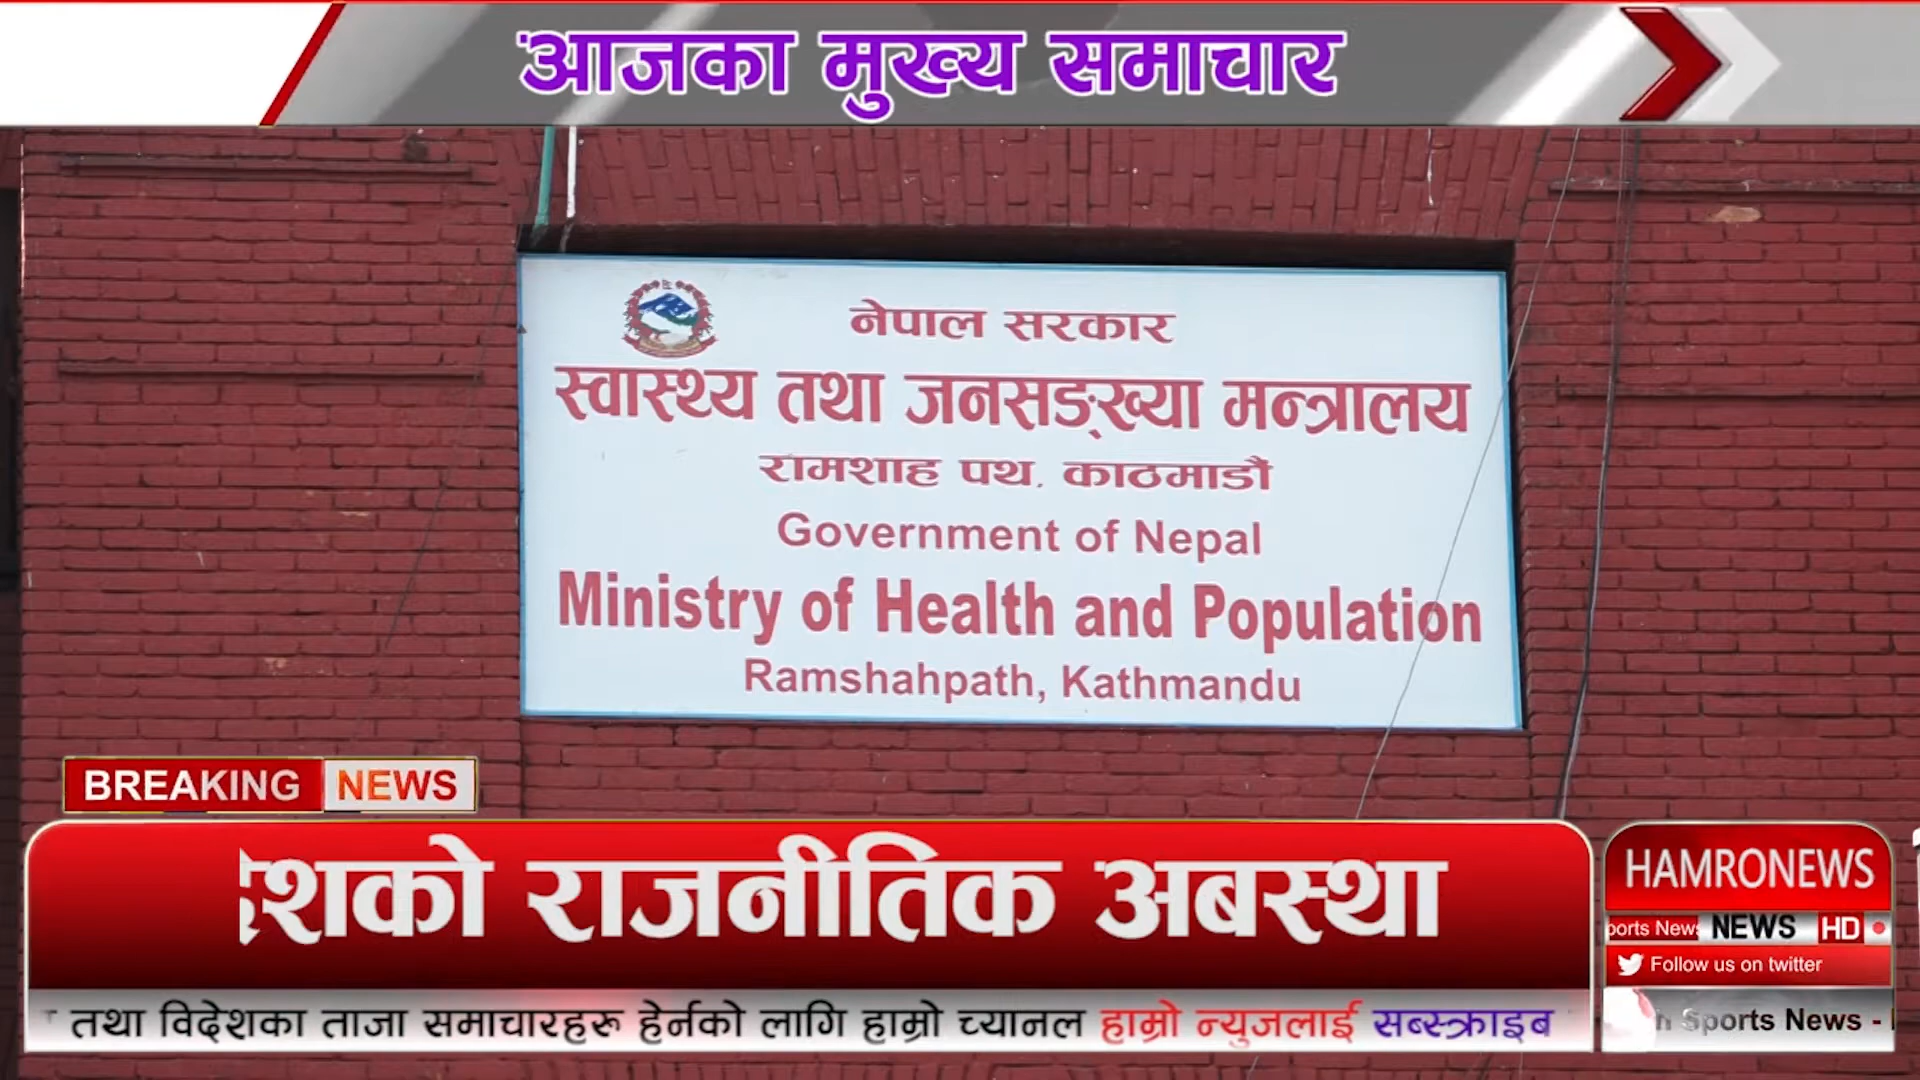 आजका मुख्य समाचार
नेपाल सरकार
स्वास्थ्य तथा जनसङ्ख्या मन्त्रालय
रामशाह पथ, काठमाडौं
Government of Nepal
Ministry of Health and Population
Ramshahpath, Kathmandu
BREAKING NEWS
राजनीतिक अबस्था
HAMRONEWS
News NEWS HD
Follow us on twitter
तथा विदेशका ताजा समाचारहरू हेर्नको लागि हाम्रो च्यानल हाम्रो न्युजलाई सब्स्क्राइब
Sports News -